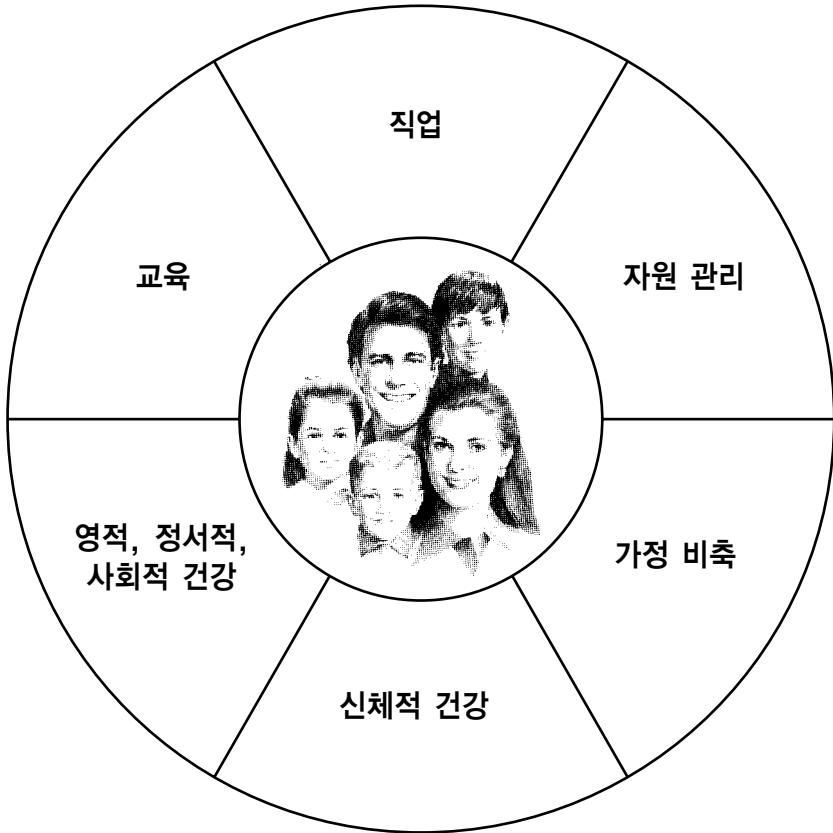 직업
자원 관리
가정 비축
신체적 건강
영적, 정서적,
사회적 건강
교육